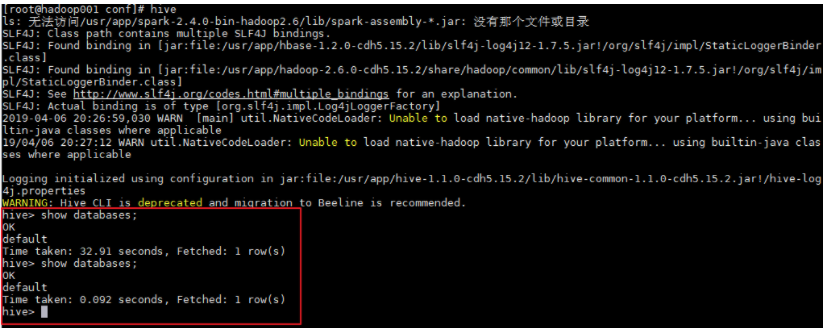 [root@hadoop001 conf]# hive
ls: 无法访问/usr/app/spark-2.4.0-bin-hadoop2.6/lib/spark-assembly-*.jar: 没有那个文件或目录
SLF4J: Class path contains multiple SLF4J bindings.
SLF4J: Found binding in [jar:file:/usr/app/hbase-1.2.0-cdh5.15.2/lib/slf4j-log4j12-1.7.5.jar!/org/slf4j/impl/StaticLoggerBinder
.class]
SLF4J: Found binding in [jar:file:/usr/app/hadoop-2.6.0-cdh5.15.2/share/hadoop/common/lib/slf4j-log4j12-1.7.5.jar!/org/slf4j/im
pl/StaticLoggerBinder.class]
SLF4J: See http://www.slf4j.org/codes.html#multiple_bindings for an explanation.
SLF4J: Actual binding is of type [org.slf4j.impl.Log4jLoggerFactory]
2019-04-06 20:26:59,030 WARN  [main] util.NativeCodeLoader: Unable to load native-hadoop library for your platform... using bui
ltin-java classes where applicable
19/04/06 20:27:12 WARN util.NativeCodeLoader: Unable to load native-hadoop library for your platform... using builtin-java clas
ses where applicable
Logging initialized using configuration in jar:file:/usr/app/hive-1.1.0-cdh5.15.2/lib/hive-common-1.1.0-cdh5.15.2.jar!/hive-log
4j.properties
WARNING: Hive CLI is deprecated and migration to Beeline is recommended.
hive> show databases;
OK
default
Time taken: 32.91 seconds, Fetched: 1 row(s)
hive> show databases;
OK
default
Time taken: 0.092 seconds, Fetched: 1 row(s)
hive>